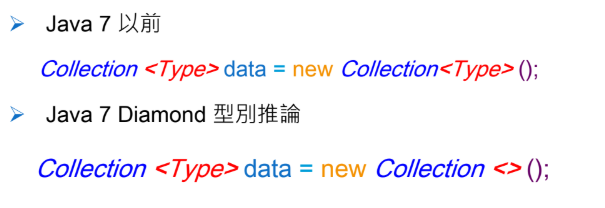 ➢ Java 7 以前
Collection <Type> data = new Collection<Type> ();
➢ Java 7 Diamond 型別推論
Collection <Type> data = new Collection <> ();